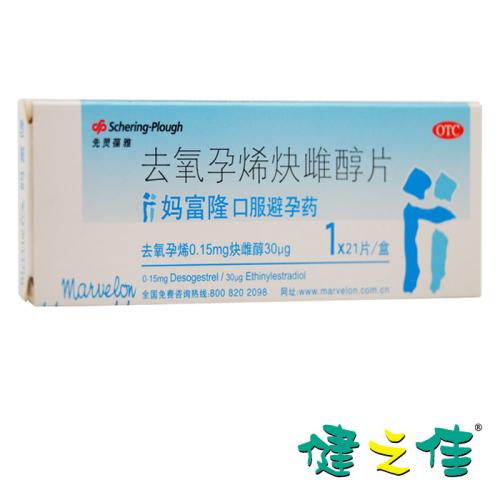 Schering-Plough
先灵葆雅
OTC
去氧孕烯炔雌醇片
妈富隆口服避孕药
去氧孕烯0.15mg炔雌醇30μg
1x21片/盒
0.15mg Desogestrel / 30μg Ethinylestradiol
全国免费咨询热线:800 820 2098
网址:www.marvelon.com.cn
marvelon
健之佳®